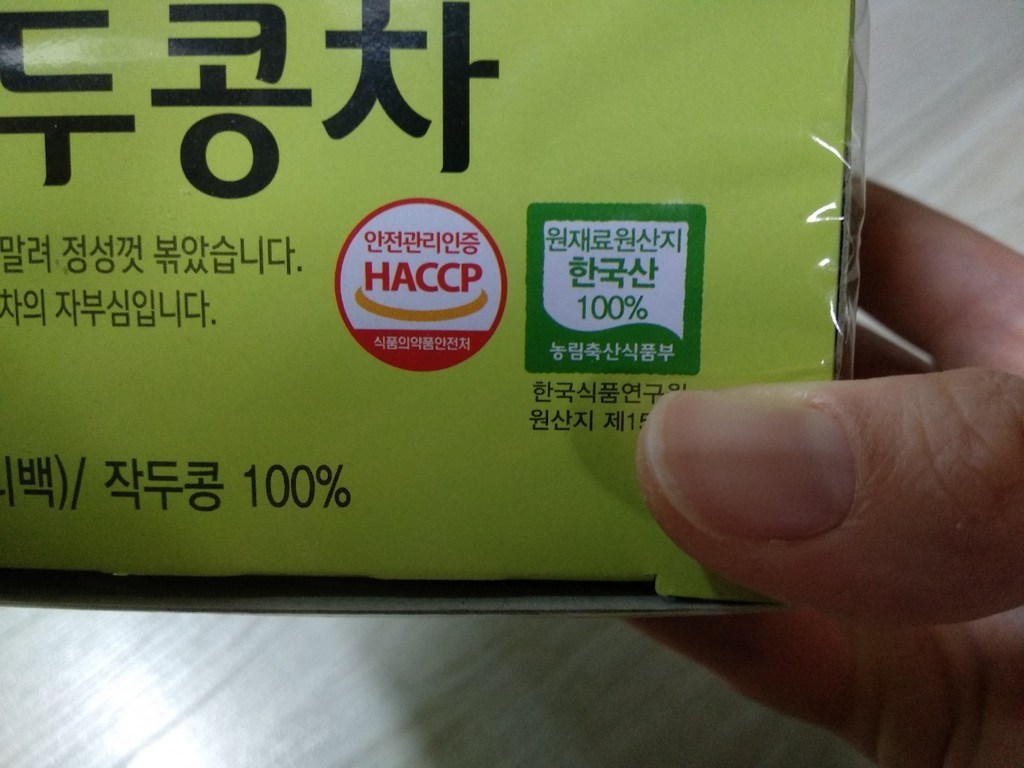 두콩차
말려 정성껏 볶았습니다.
차의 자부심입니다.
안전관리인증
HACCP
식품의약품안전처
원재료원산지
한국산
100%
농림축산식품부
한국식품연구원
원산지 제15
티백)/ 작두콩 100%